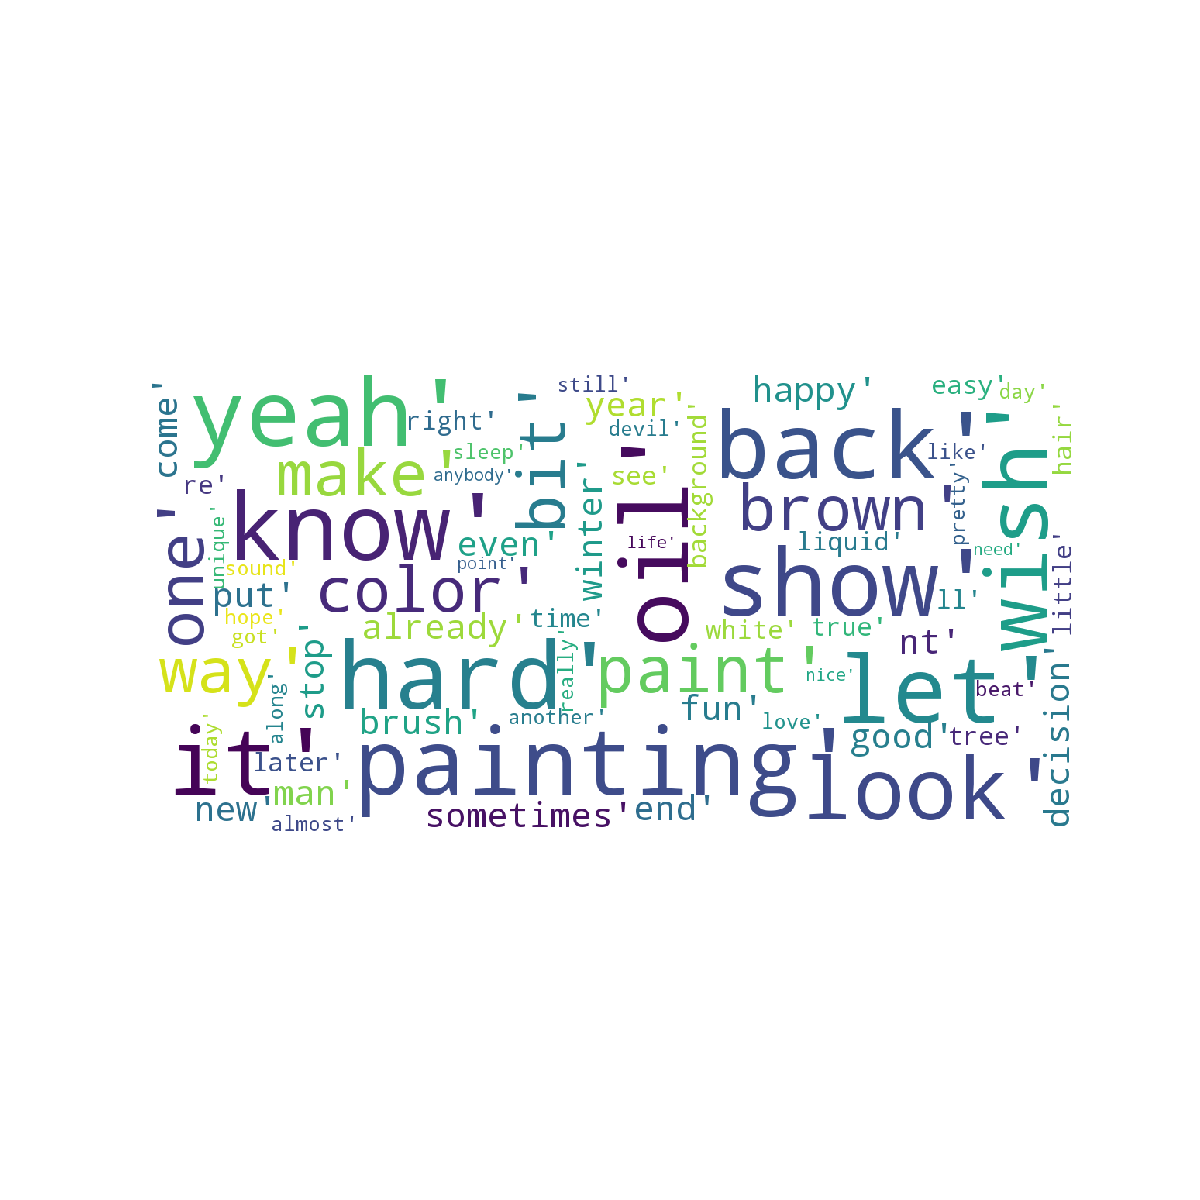 come'
yeah'
still'
year'
happy'
easy'
day'
right'
bit'
devil'
back'
like'
wish'
hair'
make'
sleep'
anybody'
see'
background'
re'
know'
winter'
oil'
brown'
pretty'
one'
unique'
even'
life'
liquid'
need'
sound'
point'
color'
show'
put'
ll'
little'
hope'
got'
already'
time'
white'
true'
nt'
way'
stop'
hard'
really'
paint'
nice'
let'
beat'
decision'
along'
brush'
another'
fun'
love'
good'
tree'
today'
it'
later'
painting'
look'
new'
man'
almost'
sometimes'
end'